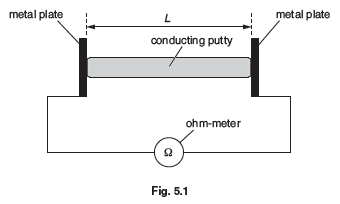 metal plate
L
metal plate
conducting putty
ohm-meter
Ω
Fig. 5.1